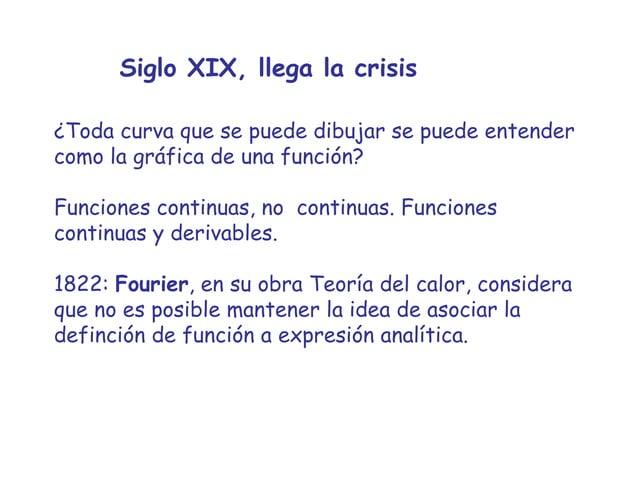 Siglo XIX, llega la crisis
¿Toda curva que se puede dibujar se puede entender
como la gráfica de una función?
Funciones continuas, no  continuas. Funciones
continuas y derivables.
1822: Fourier, en su obra Teoría del calor, considera
que no es posible mantener la idea de asociar la
definción de función a expresión analítica.